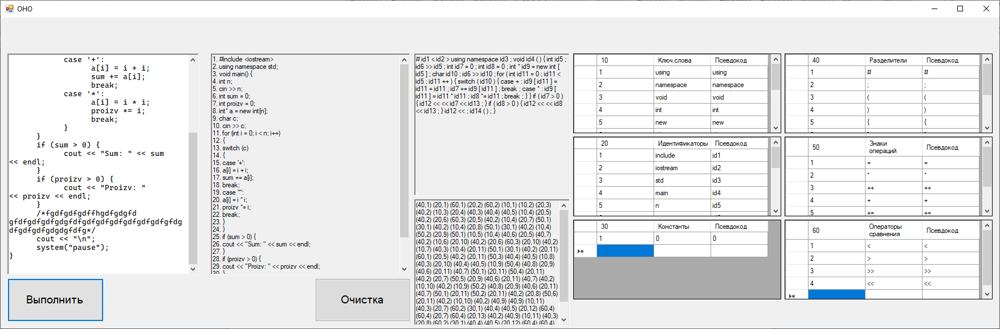 ОНО
case '+':
a[i] = i + i;
sum += a[i];
break;
case '*':
a[i] = i * i;
proizv *= i;
break;
}
}
if (sum > 0) {
cout << "Sum: " << sum
<< endl;
}
if (proizv > 0) {
cout << "Proizv: "
<< proizv << endl;
}
/*fgdfgdfgdffhgdfgdgfd
gfdfgdfgdfgdgfdfgdfgdfgdfgdfgdfgdfgdfgfdg
dfgdfgdfgdgdgfdfg*/
cout << "\n";
system("pause");
}
Выполнить
1. #include <iostream>
2. using namespace std;
3. void main() {
4. int n;
5. cin >> n;
6. int sum = 0;
7. int proizv = 0;
8. int* a = new int[n];
9. char c;
10. cin >> c;
11. for (int i = 0; i < n; i++)
12. {
13. switch (c)
14. {
15. case '+':
16. a[i] = i + i;
17. sum += a[i];
18. break;
19. case '*':
20. a[i] = i * i;
21. proizv *= i;
22. break;
23. }
24. }
25. if (sum > 0) {
26. cout << "Sum: " << sum << endl;
27. }
28. if (proizv > 0) {
29. cout << "Proizv: " << proizv << endl;
30. }
Очистка
# id1 < id2 > using namespace id3 ; void id4 ( ) { int id5 ;
id6 >> id5 ; int id7 = 0 ; int id8 = 0 ; int * id9 = new int [
id5 ] ; char id10 ; id6 >> id10 ; for ( int id11 = 0 ; id11 <
id5 ; id11 ++ ) { switch ( id10 ) { case + : id9 [ id11 ] =
id11 + id11 ; id7 += id9 [ id11 ] ; break ; case * : id9 [
id11 ] = id11 * id11 ; id8 *= id11 ; break ; } } if ( id7 > 0 )
{ id12 << << id7 << id13 ; } if ( id8 > 0 ) { id12 << << id8
<< id13 ; } id12 << ; id14 ( ) ; }
(40,1) (20,1) (60,1) (20,2) (60,2) (10,1) (10,2) (20,3)
(40,2) (10,3) (20,4) (40,3) (40,4) (40,5) (10,4) (20,5)
(40,2) (20,6) (60,3) (20,5) (40,2) (10,4) (20,7) (50,1)
(30,1) (40,2) (10,4) (20,8) (50,1) (30,1) (40,2) (10,4)
(50,2) (20,9) (50,1) (10,5) (10,4) (40,6) (20,5) (40,7)
(40,2) (10,6) (20,10) (40,2) (20,6) (60,3) (20,10) (40,2)
(10,7) (40,3) (10,4) (20,11) (50,1) (30,1) (40,2) (20,11)
(60,1) (20,5) (40,2) (20,11) (50,3) (40,4) (40,5) (10,8)
(40,3) (20,10) (40,4) (40,5) (10,9) (50,4) (40,8) (20,9)
(40,6) (20,11) (40,7) (50,1) (20,11) (50,4) (20,11)
(40,2) (20,7) (50,5) (20,9) (40,6) (20,11) (40,7) (40,2)
(10,10) (40,2) (10,9) (50,2) (40,8) (20,9) (40,6) (20,11)
(40,7) (50,1) (20,11) (50,2) (20,11) (40,2) (20,8) (50,6)
(20,11) (40,2) (10,10) (40,2) (40,9) (40,9) (10,11)
(40,3) (20,7) (60,2) (30,1) (40,4) (40,5) (20,12) (60,4)
(60,4) (20,7) (60,4) (20,13) (40,2) (40,9) (10,11) (40,3)
(20,8) (60,2) (30,1) (40,4) (40,5) (20,12) (60,4) (60,4)
10 Ключ.слова Псевдокод
1 using using
2 namespace namespace
3 void void
4 int int
5 new new
20 Идентификаторы Псевдокод
1 include id1
2 iostream id2
3 std id3
4 main id4
5 n id5
30 Константы Псевдокод
1 0 0
40 Разделители Псевдокод
1 # #
2 ; ;
3 ( (
4 ) )
5 { {
50 Знаки операций Псевдокод
1 = =
2 * *
3 ++ ++
4 + +
5 += +=
60 Операторы сравнения Псевдокод
1 < <
2 > >
3 >> >>
4 << <<